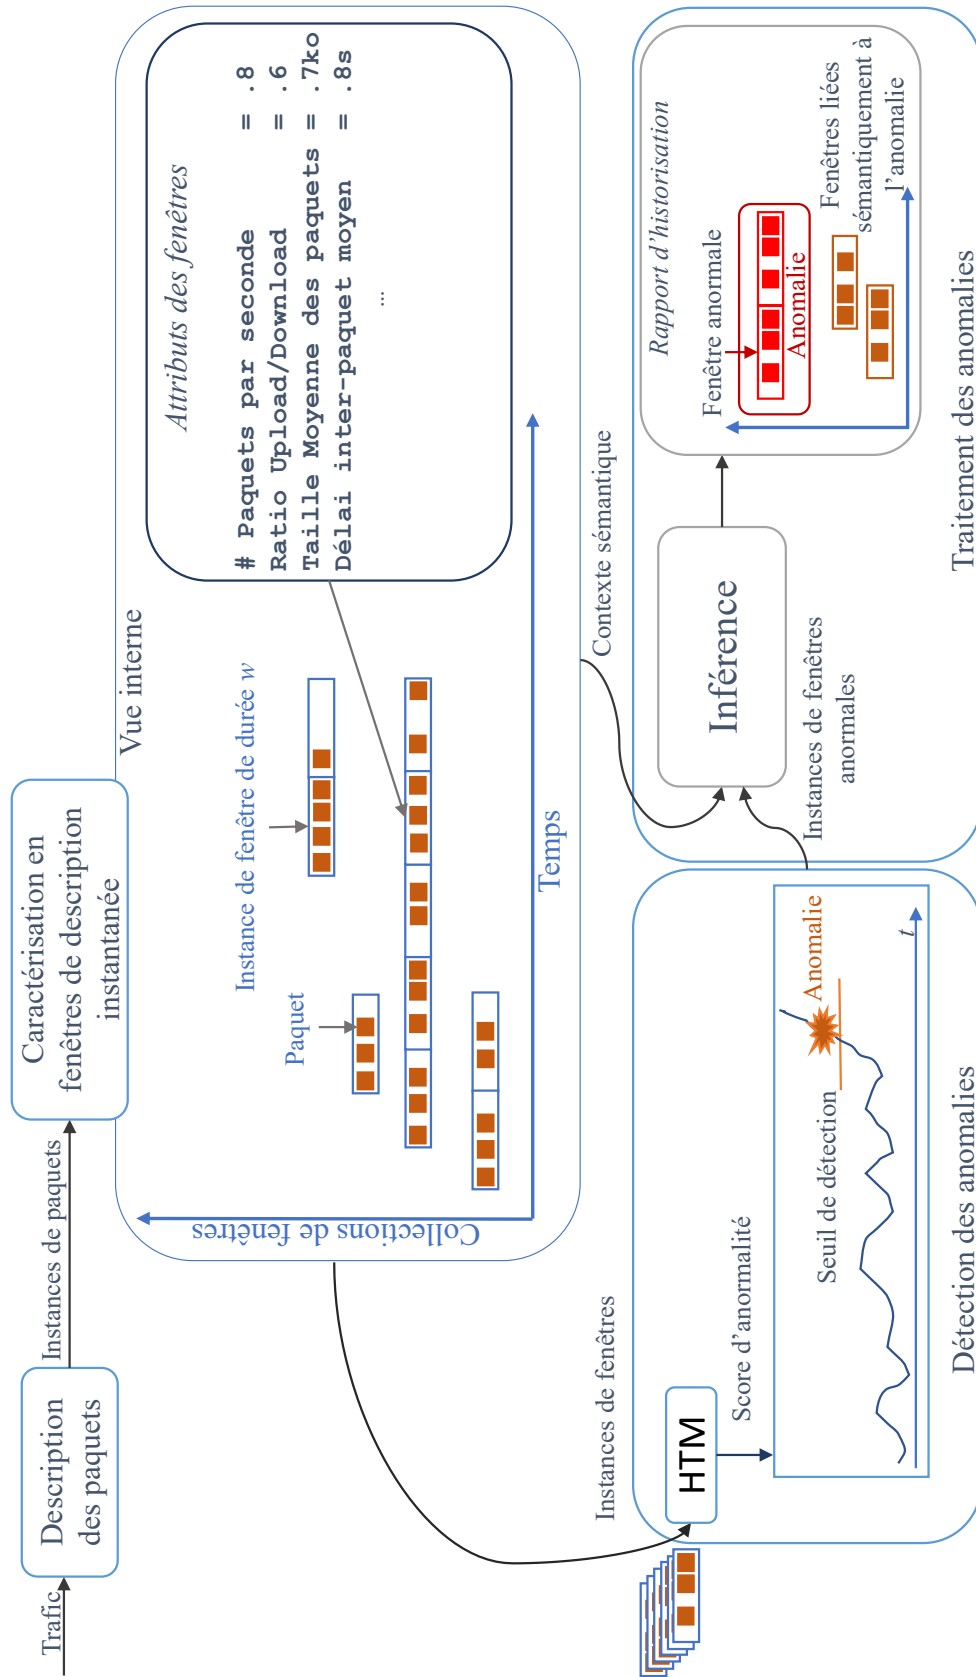 Trafic
Description
des paquets
Instances de paquets
Caractérisation en
fenêtres de description
instantanée
Vue interne
Collections de fenêtres
Paquet
Instance de fenêtre de durée w
Temps
Attributs des fenêtres
# Paquets par seconde = .8
Ratio Upload/Download = .6
Taille Moyenne des paquets = .7ko
Délai inter-paquet moyen = .8s
...
Instances de fenêtres
HTM
Score d'anormalité
Seuil de détection
Anomalie
t
Détection des anomalies
Contexte sémantique
Inférence
Instances de fenêtres
anormales
Rapport d'historisation
Fenêtre anormale
Anomalie
Fenêtres liées
sémantiquement à
l'anomalie
Traitement des anomalies